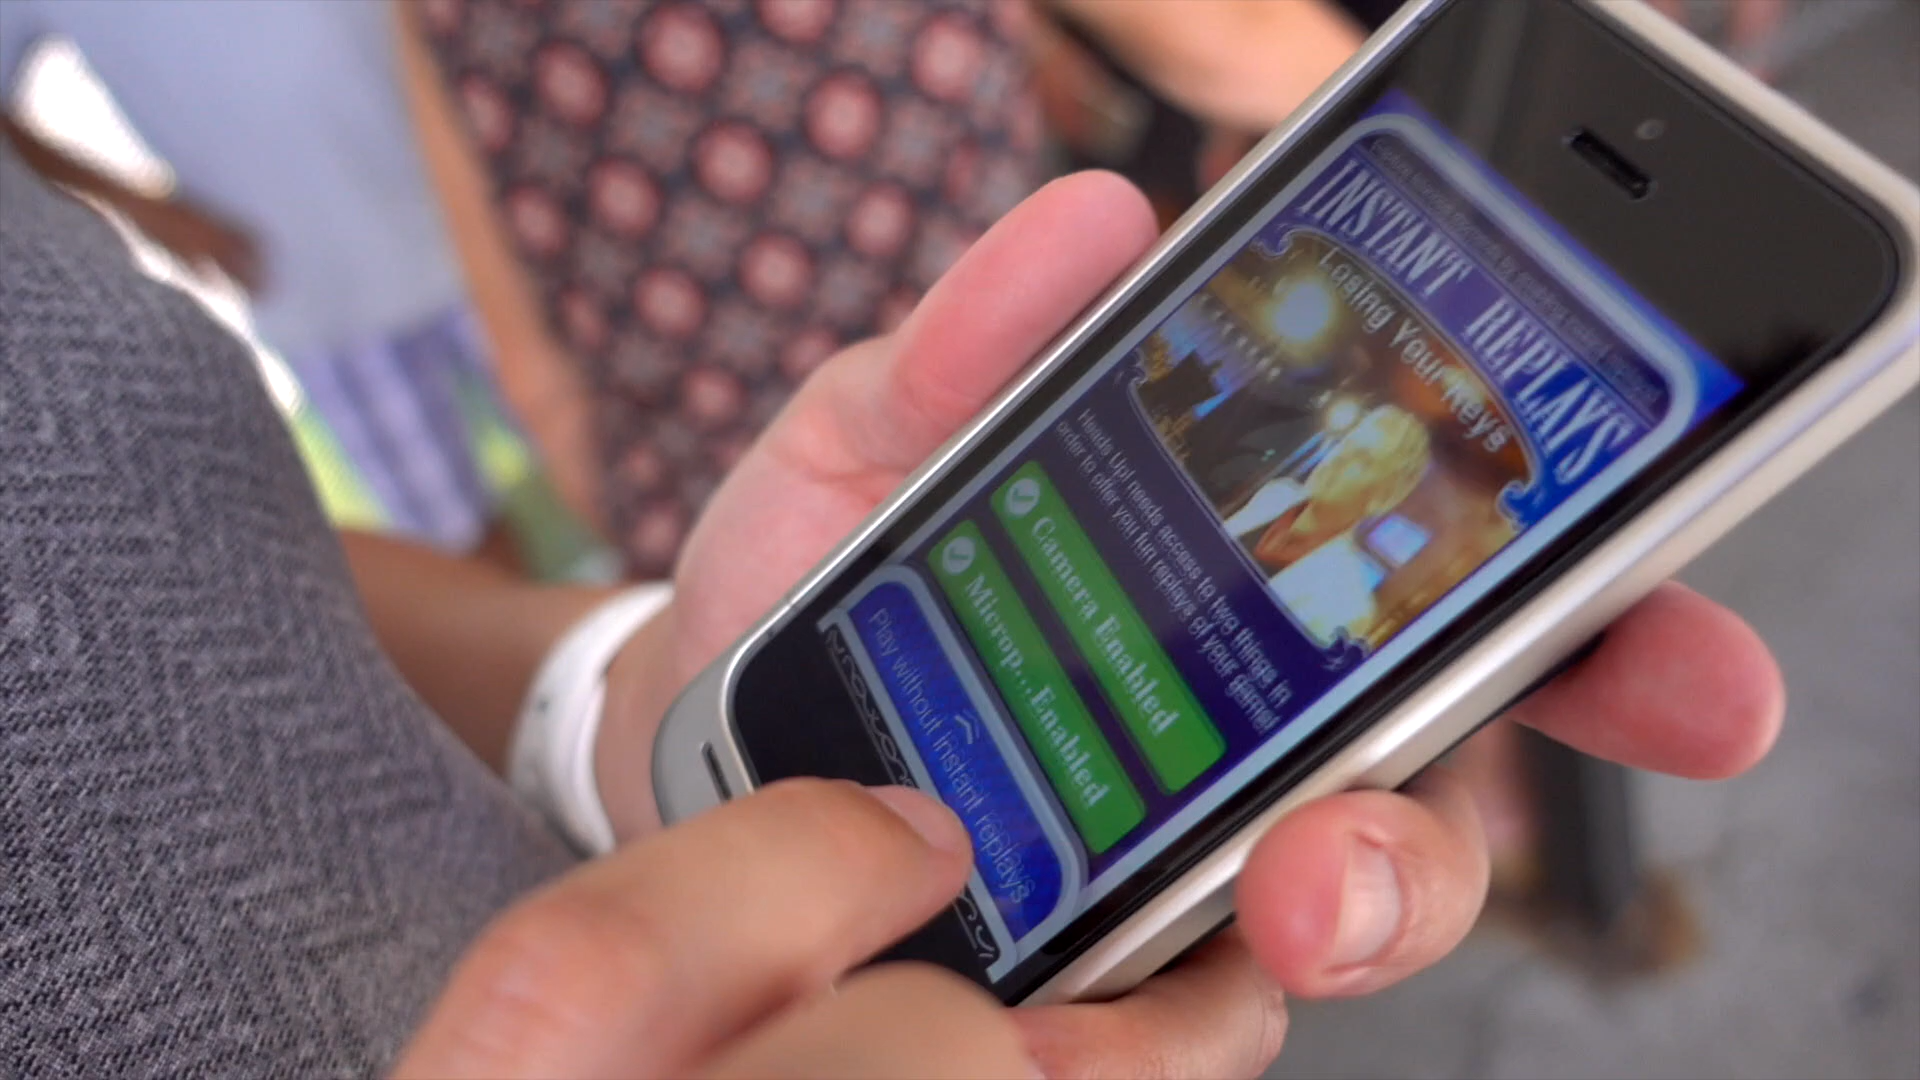 INSTANT REPLAYS
Losing Your Keys
Heads Up! needs access to two things in
order to offer you fun replays of your game!
Camera Enabled
Microp...Enabled
Play without instant replays